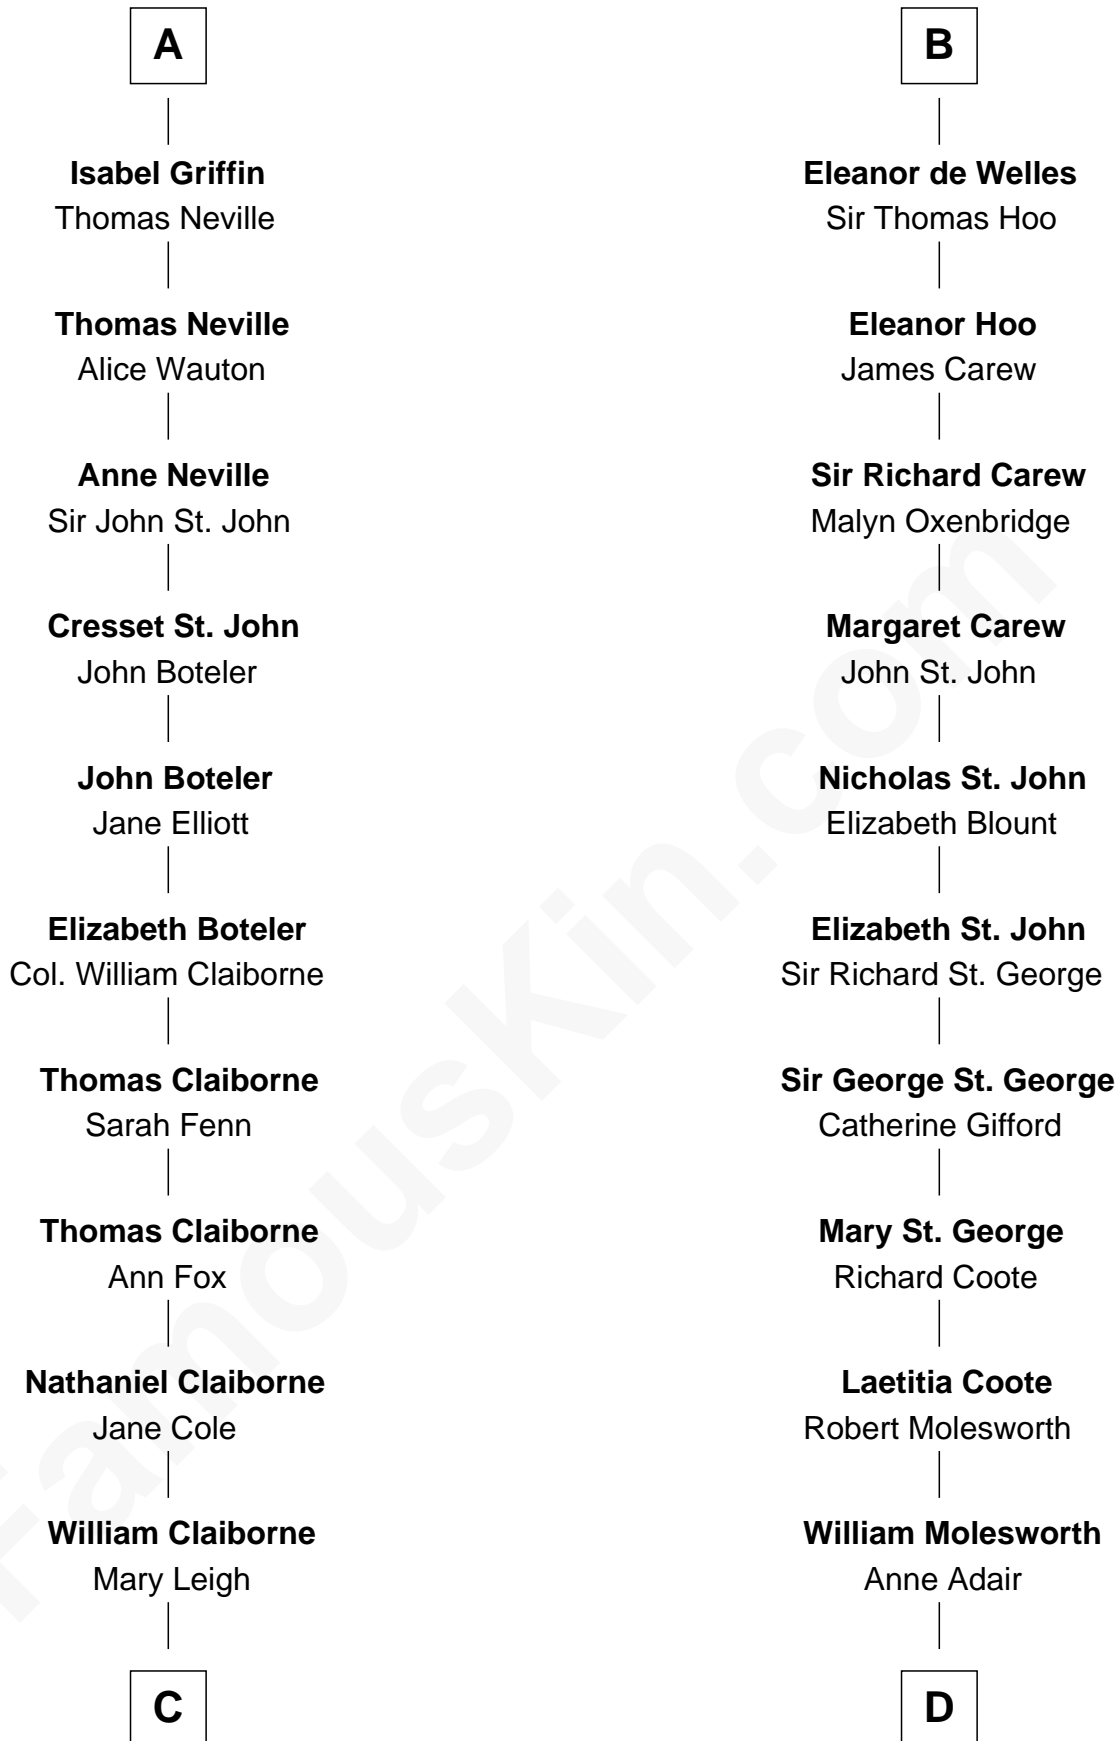 A
Isabel Griffin
Thomas Neville
Thomas Neville
Alice Wauton
Anne Neville
Sir John St. John
Cresset St. John
John Boteler
John Boteler
Jane Elliott
Elizabeth Boteler
Col. William Claiborne
Thomas Claiborne
Sarah Fenn
Thomas Claiborne
Ann Fox
Nathaniel Claiborne
Jane Cole
William Claiborne
Mary Leigh
C
B
Eleanor de Welles
Sir Thomas Hoo
Eleanor Hoo
James Carew
Sir Richard Carew
Malyn Oxenbridge
Margaret Carew
John St. John
Nicholas St. John
Elizabeth Blount
Elizabeth St. John
Sir Richard St. George
Sir George St. George
Catherine Gifford
Mary St. George
Richard Coote
Laetitia Coote
Robert Molesworth
William Molesworth
Anne Adair
D
FamousKin.com